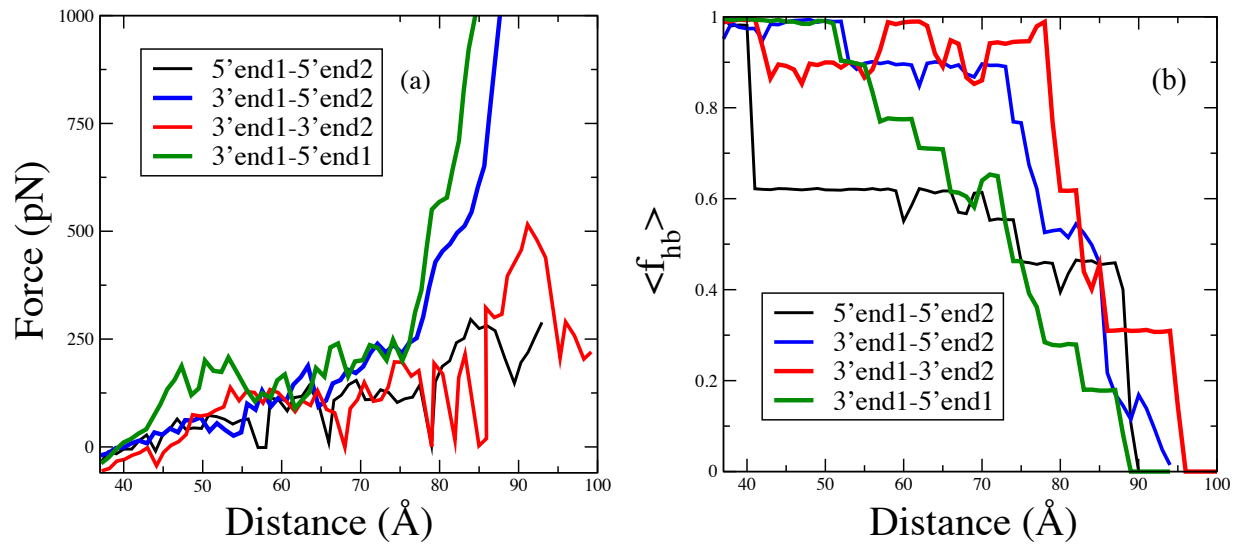 1000
750
500
250
0
Force (pN)
5'end1-5'end2
3'end1-5'end2
3'end1-3'end2
3'end1-5'end1
(a)
40 50 60 70 80 90 100
Distance (Å)
1
0.8
0.6
0.4
0.2
0
<f_hb>
(b)
5'end1-5'end2
3'end1-5'end2
3'end1-3'end2
3'end1-5'end1
40 50 60 70 80 90 100
Distance (Å)